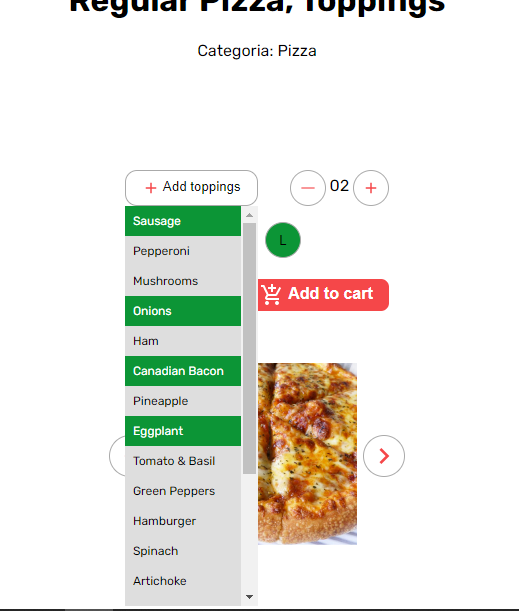 Regular Pizza, Toppings
Categoria: Pizza
+ Add toppings
— 02 +
Sausage
L
Pepperoni
Mushrooms
Add to cart
Onions
Ham
Canadian Bacon
Pineapple
Eggplant
Tomato & Basil
Green Peppers
Hamburger
Spinach
Artichoke